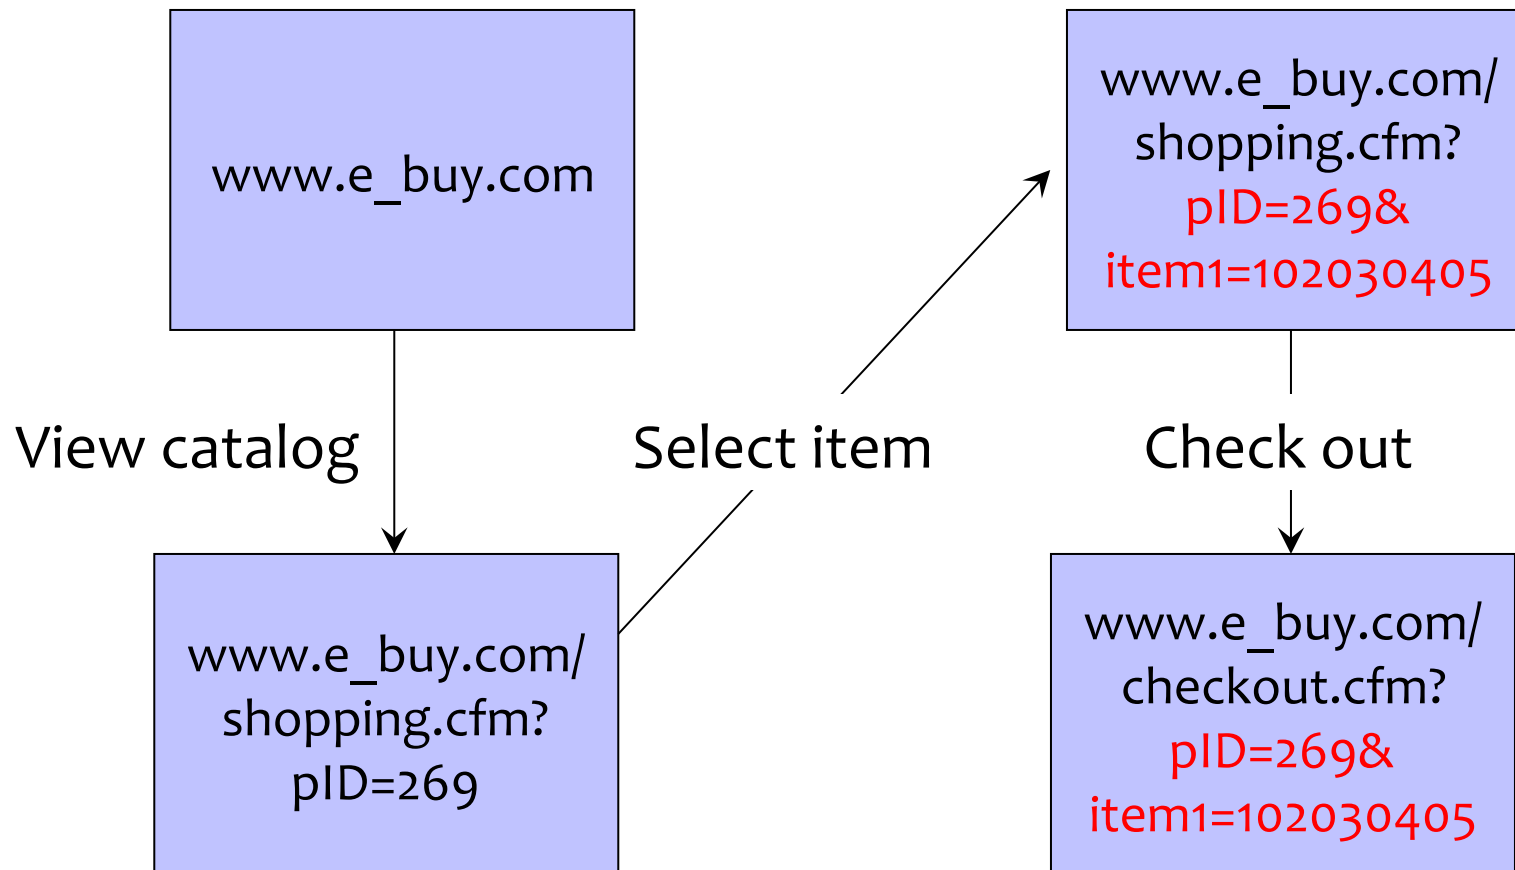 www.e_buy.com
View catalog
www.e_buy.com/
shopping.cfm?
pID=269
Select item
www.e_buy.com/
shopping.cfm?
pID=269&
item1=102030405
Check out
www.e_buy.com/
checkout.cfm?
pID=269&
item1=102030405